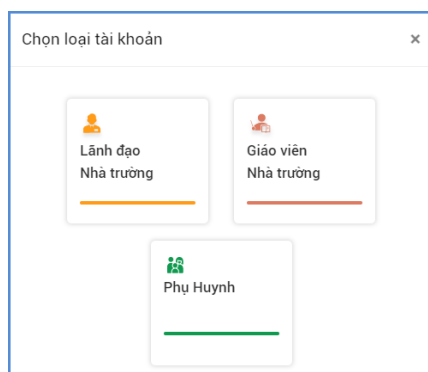 Chọn loại tài khoản
Lãnh đạo
Nhà trường
Giáo viên
Nhà trường
Phụ Huynh